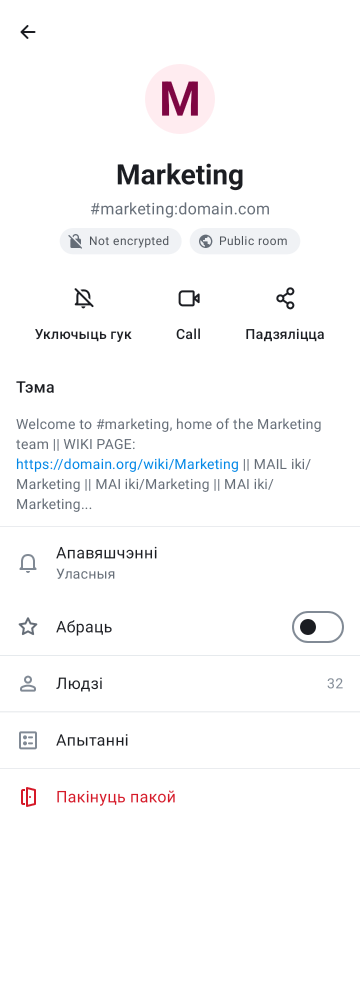 M
Marketing
#marketing:domain.com
Not encrypted
Public room
Уключыць гук
Call
Падзяліцца
Тэма
Welcome to #marketing, home of the Marketing
team || WIKI PAGE:
https://domain.org/wiki/Marketing || MAIL iki/
Marketing || MAI iki/Marketing || MAI iki/
Marketing...
Апавяшчэнні
Уласныя
Абраць
Людзі
32
Апытанні
Пакінуць пакой